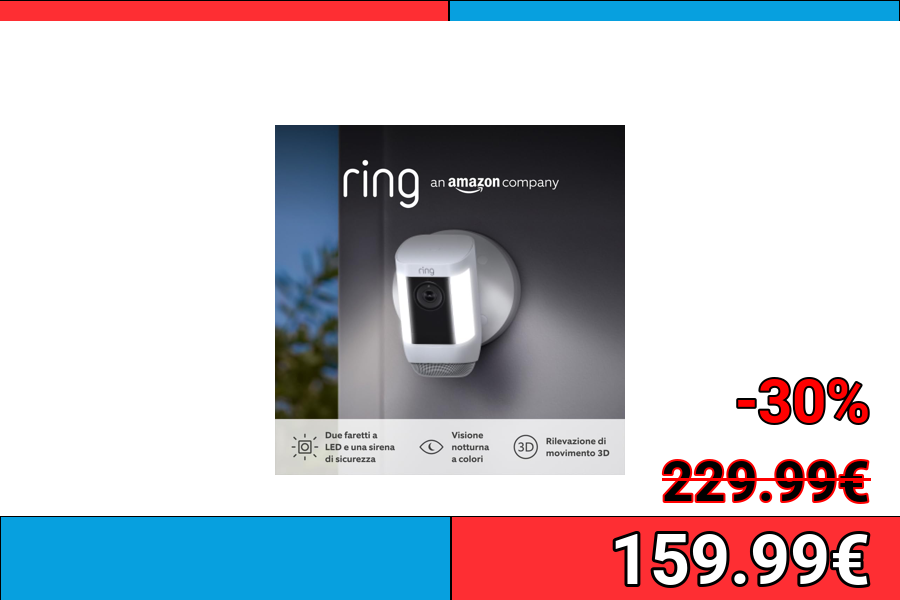 ring an amazon company
ring
Due faretti a
LED e una sirena
di sicurezza
Visione
notturna
a colori
3D
Rilevazione di
movimento 3D
-30%
229.99€
159.99€